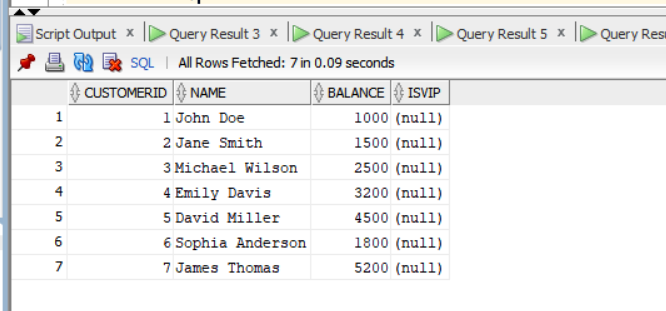 Script Output x Query Result 3 x Query Result 4 x Query Result 5 x Query Res
SQL | All Rows Fetched: 7 in 0.09 seconds
CUSTOMERID NAME BALANCE ISVIP
1 1 John Doe 1000 (null)
2 2 Jane Smith 1500 (null)
3 3 Michael Wilson 2500 (null)
4 4 Emily Davis 3200 (null)
5 5 David Miller 4500 (null)
6 6 Sophia Anderson 1800 (null)
7 7 James Thomas 5200 (null)